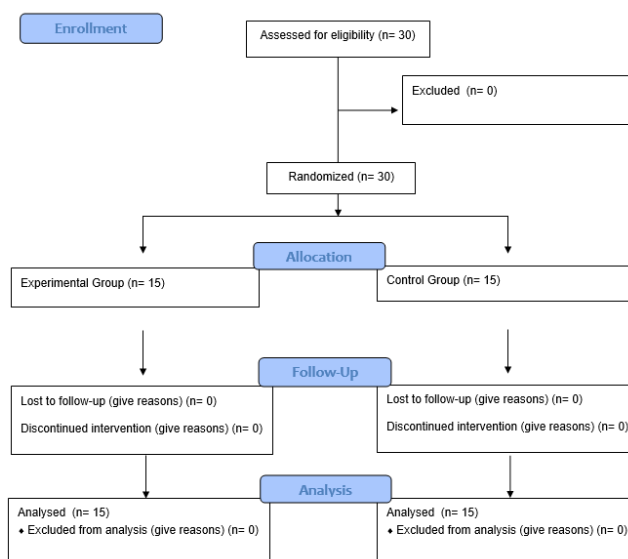 Enrollment
Assessed for eligibility (n= 30)
Excluded (n= 0)
Randomized (n= 30)
Allocation
Experimental Group (n= 15)
Control Group (n= 15)
Follow-Up
Lost to follow-up (give reasons) (n= 0)
Discontinued intervention (give reasons) (n= 0)
Lost to follow-up (give reasons) (n= 0)
Discontinued intervention (give reasons) (n= 0)
Analysis
Analysed (n= 15)
♦ Excluded from analysis (give reasons) (n= 0)
Analysed (n= 15)
♦ Excluded from analysis (give reasons) (n= 0)